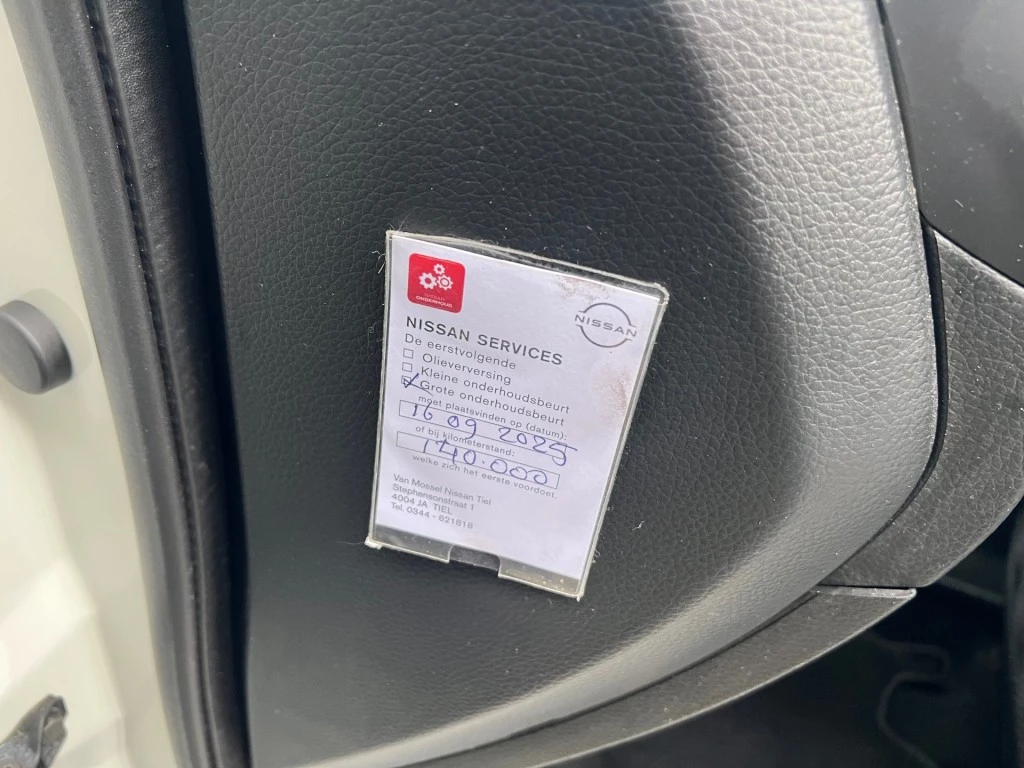 NISSAN
ONDERHOUD
NISSAN
NISSAN SERVICES
De eerstvolgende
Olieverversing
Kleine onderhoudsbeurt
Grote onderhoudsbeurt
moet plaatsvinden op (datum):
16 09 2025
of bij kilometerstand:
140.000
welke zich het eerste voordoet.
Van Mossel Nissan Tiel
Stephensonstraat 1
4004 JA TIEL
Tel. 0344 - 621818